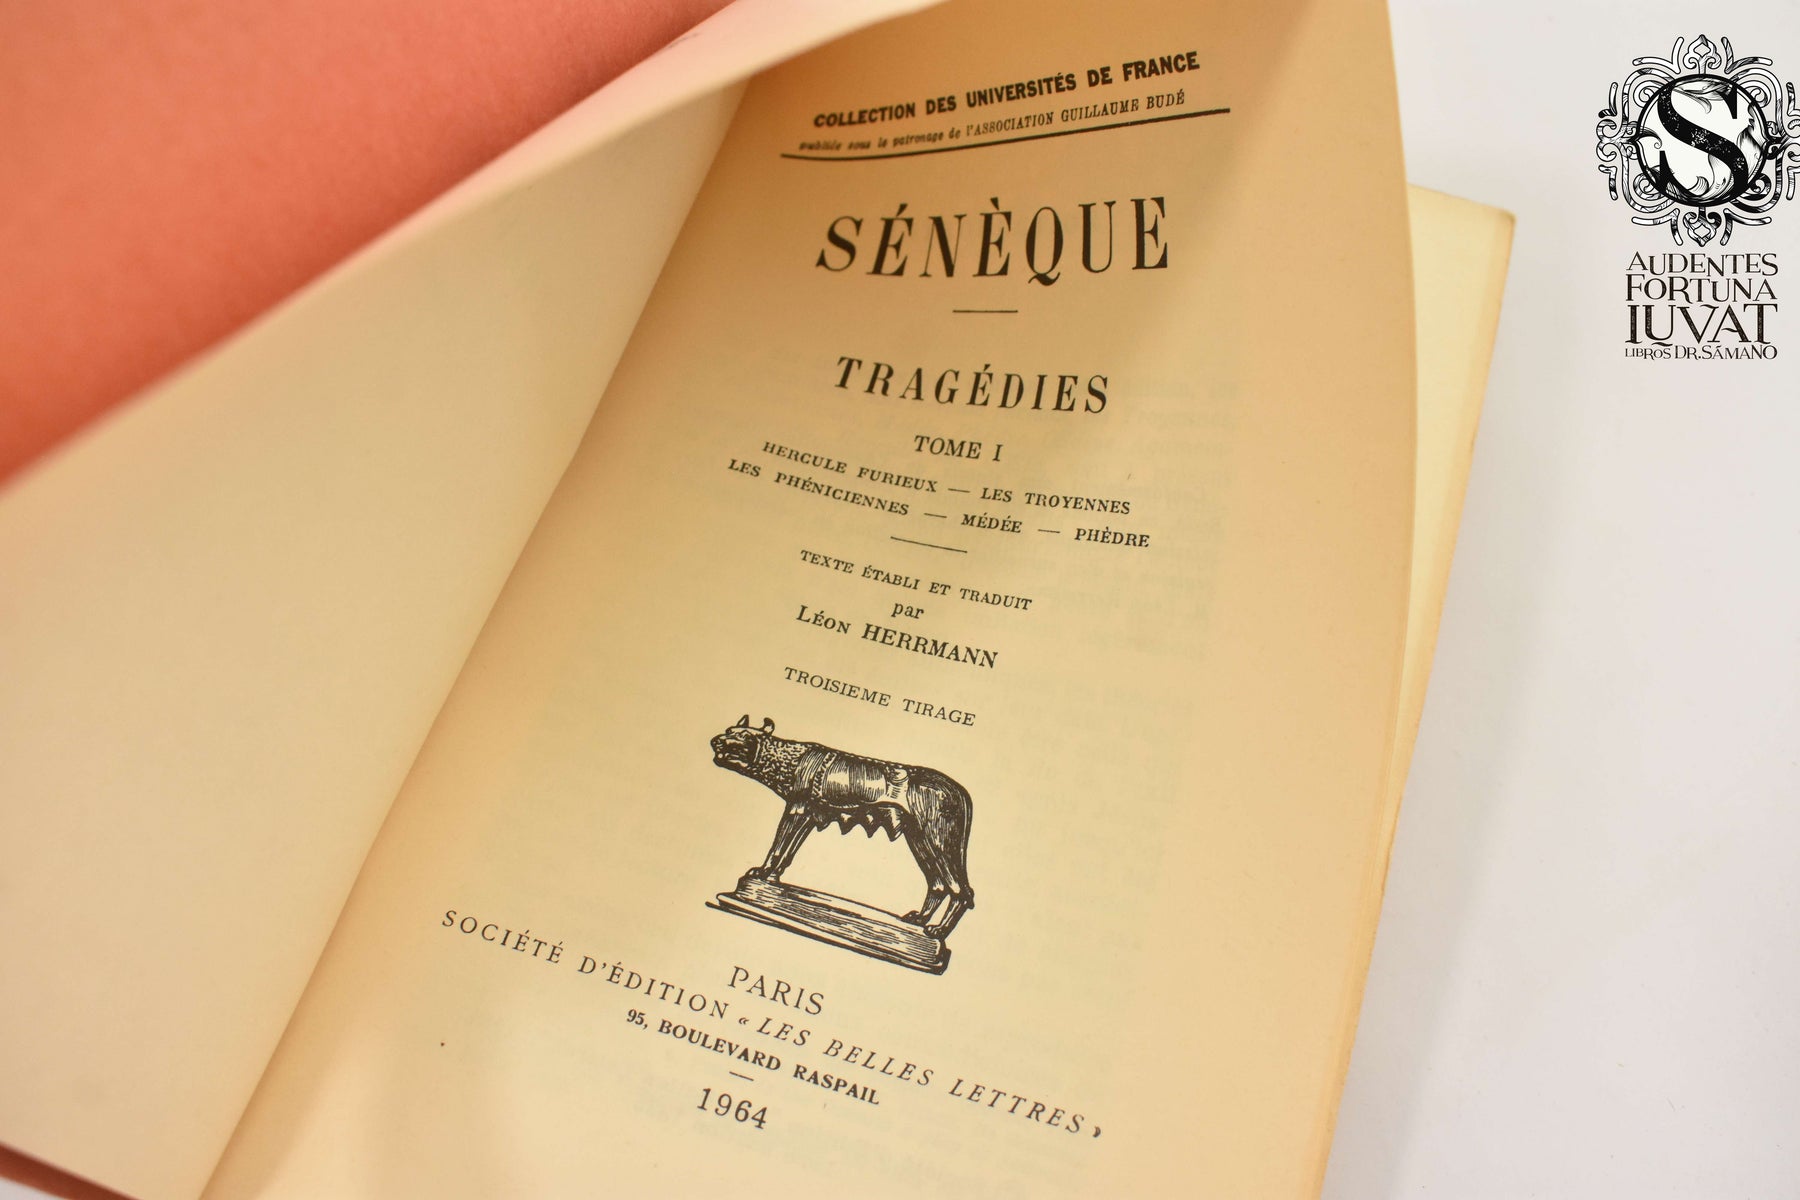 COLLECTION DES UNIVERSITÉS DE FRANCE
publiée sous le patronage de l'ASSOCIATION GUILLAUME BUDÉ
SÉNÈQUE
TRAGÉDIES
TOME I
HERCULE FURIEUX — LES TROYENNES
LES PHÉNICIENNES — MÉDÉE — PHÈDRE
TEXTE ÉTABLI ET TRADUIT
par
LÉON HERRMANN
TROISIEME TIRAGE
PARIS
SOCIÉTÉ D'ÉDITION « LES BELLES LETTRES »
95, BOULEVARD RASPAIL
1964
S
AUDENTES
FORTUNA
IUVAT
LIBROS DR. SÁMANO